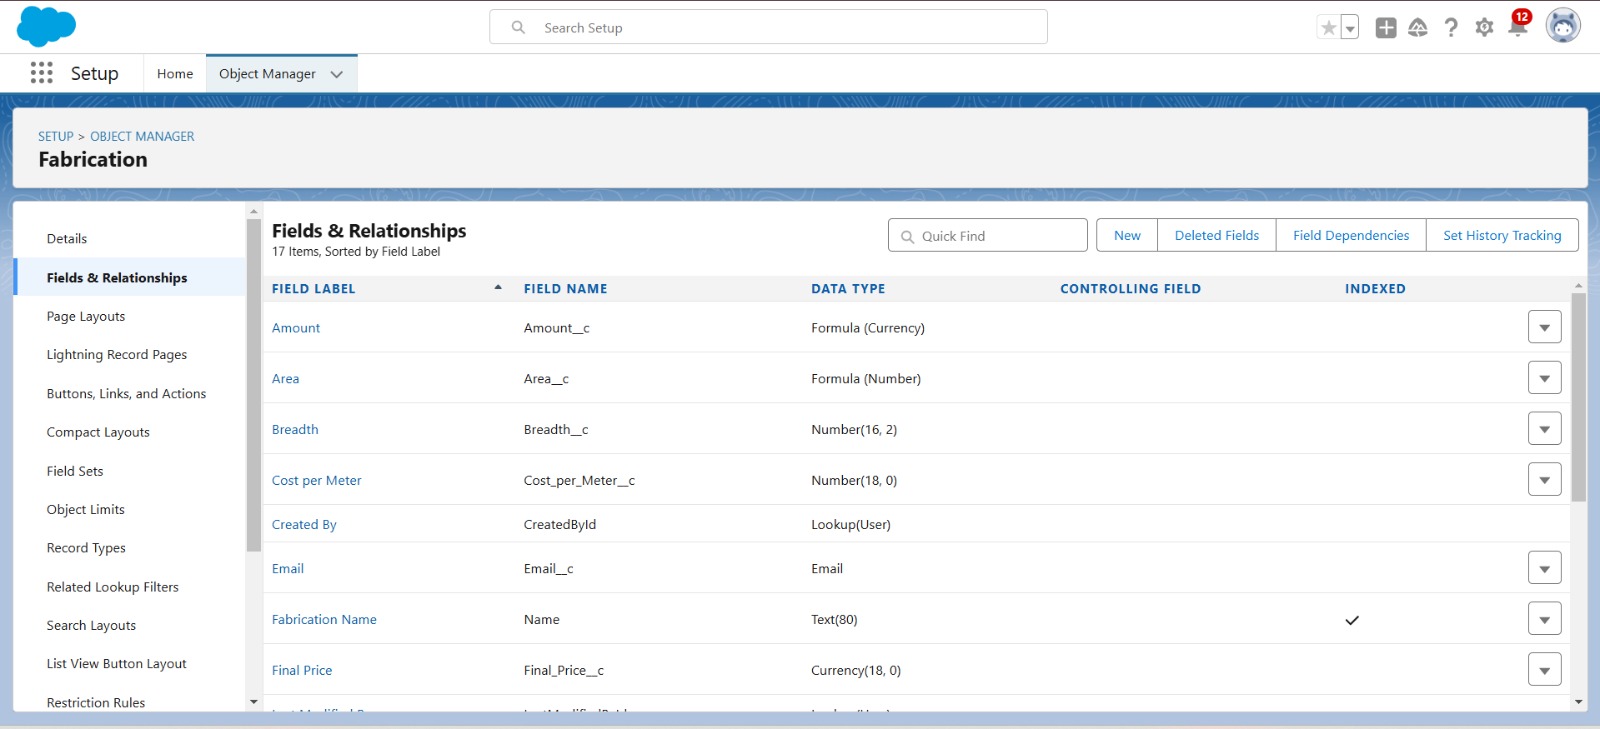 Search Setup
12
Setup
Home
Object Manager
SETUP > OBJECT MANAGER
Fabrication
Details
Fields & Relationships
Page Layouts
Lightning Record Pages
Buttons, Links, and Actions
Compact Layouts
Field Sets
Object Limits
Record Types
Related Lookup Filters
Search Layouts
List View Button Layout
Restriction Rules
Fields & Relationships
17 Items, Sorted by Field Label
Quick Find
New
Deleted Fields
Field Dependencies
Set History Tracking
FIELD LABEL FIELD NAME DATA TYPE CONTROLLING FIELD INDEXED
Amount Amount__c Formula (Currency)
Area Area__c Formula (Number)
Breadth Breadth__c Number(16, 2)
Cost per Meter Cost_per_Meter__c Number(18, 0)
Created By CreatedById Lookup(User)
Email Email__c Email
Fabrication Name Name Text(80)
Final Price Final_Price__c Currency(18, 0)